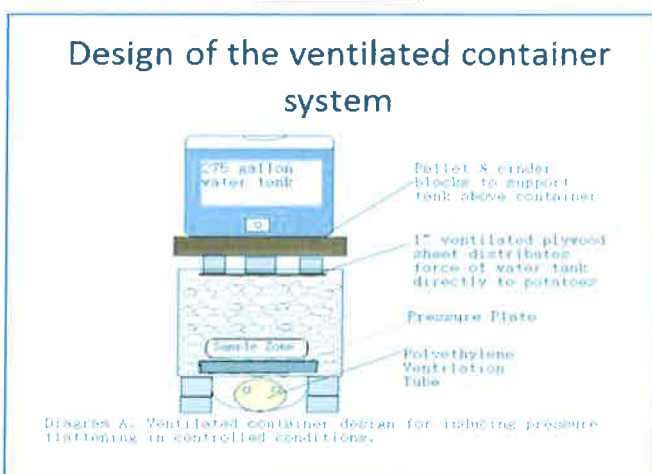 Design of the ventilated container
system
275 gallon
water tank
Pallet & cinder
blocks to support
tank above container
1" ventilated plywood
sheet distributes
force of water tank
directly to potatoes
Pressure Plate
Sample Zone
Polyethylene
Ventilation
Tube
Diagram A. Ventilated container design for inducing pressure
flattening in controlled conditions.